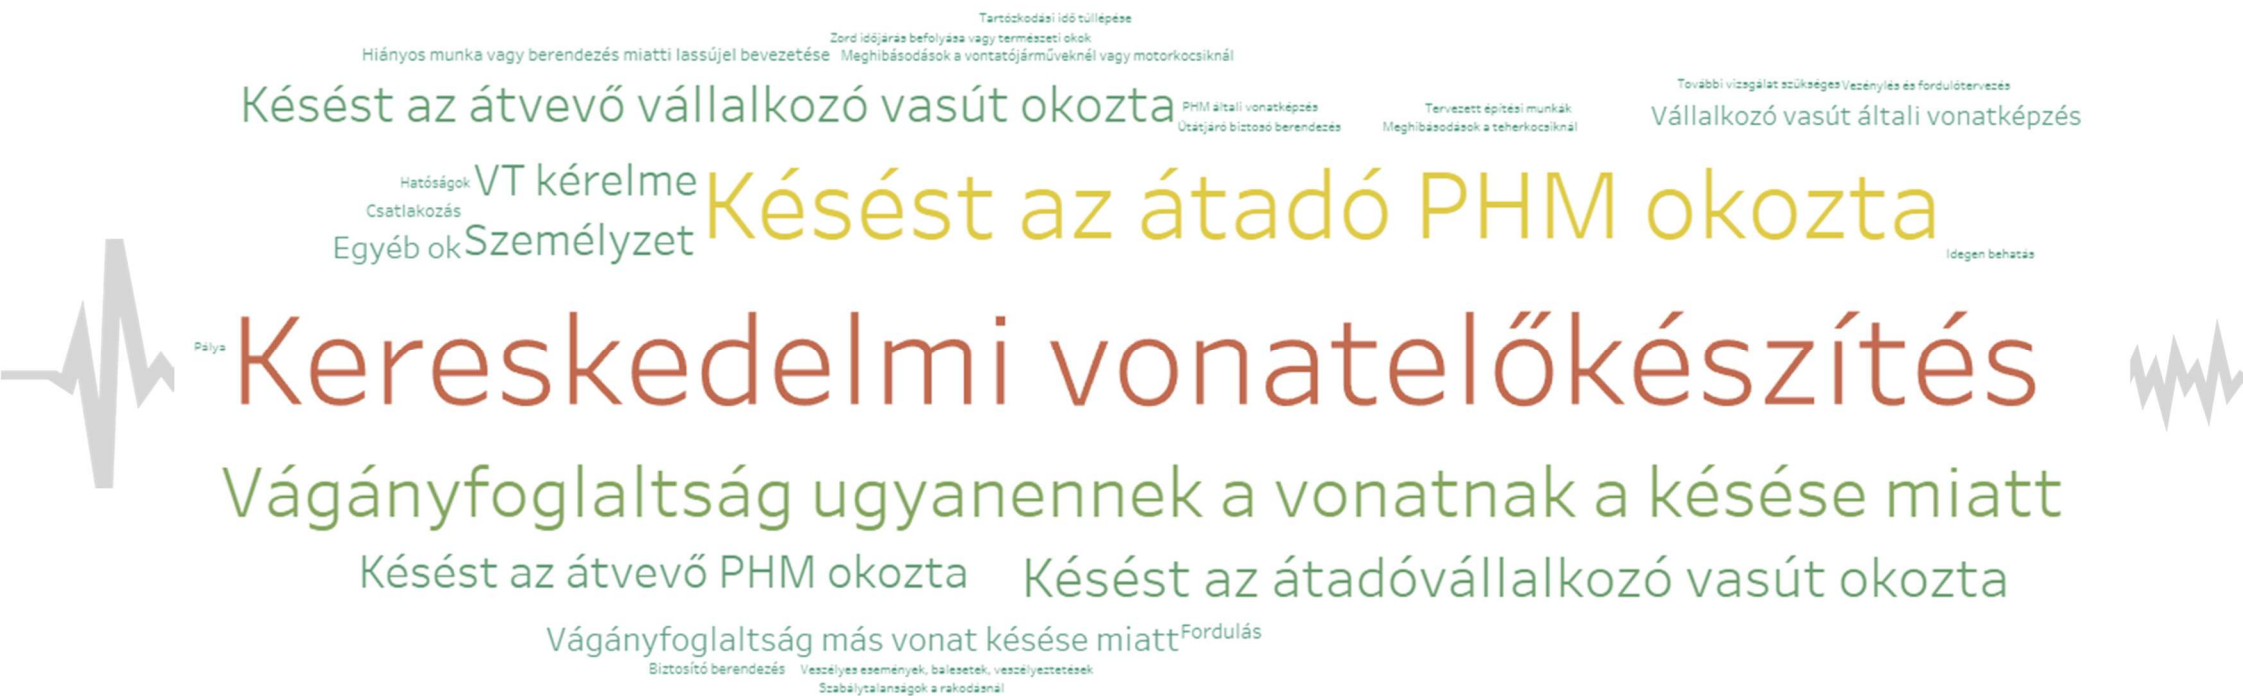 Tartózkodási idő túllépése
Zord időjárás befolyása vagy természeti okok
Hiányos munka vagy berendezés miatti lassújel bevezetése
Meghibásodások a vontatójárműveknél vagy motorkocsiknál
További vizsgálat szükséges
Vezénylés és fordulótervezés
Késést az átvevő vállalkozó vasút okozta
PHM általi vonatképzés
Útátjáró biztosó berendezés
Tervezett építési munkák
Meghibásodások a teherkocsiknál
Vállalkozó vasút általi vonatképzés
Hatóságok
VT kérelme
Csatlakozás
Egyéb ok
Személyzet
Késést az átadó PHM okozta
Idegen behatás
Pálya
Kereskedelmi vonatelőkészítés
Vágányfoglaltság ugyanennek a vonatnak a késése miatt
Késést az átvevő PHM okozta
Késést az átadóvállalkozó vasút okozta
Vágányfoglaltság más vonat késése miatt
Fordulás
Biztosító berendezés
Veszélyes események, balesetek, veszélyeztetések
Szabálytalanságok a rakodásnál